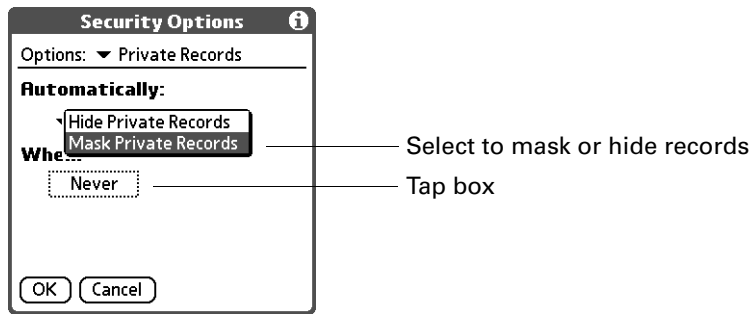 Security Options
Options: Private Records
Automatically:
Hide Private Records
Mask Private Records
Select to mask or hide records
Never
Tap box
OK Cancel